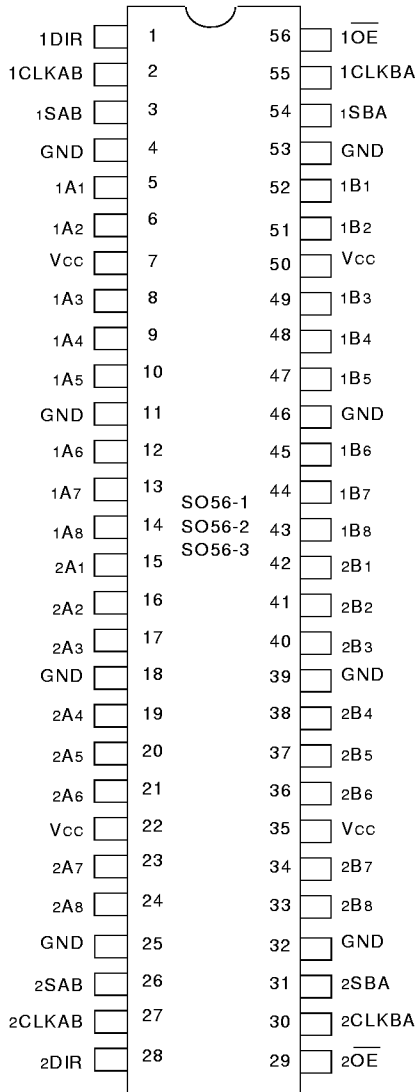 1DIR 1 56 1O̅E̅
1CLKAB 2 55 1CLKBA
1SAB 3 54 1SBA
GND 4 53 GND
1A1 5 52 1B1
1A2 6 51 1B2
VCC 7 50 VCC
1A3 8 49 1B3
1A4 9 48 1B4
1A5 10 47 1B5
GND 11 46 GND
1A6 12 45 1B6
1A7 13 44 1B7
SO56-1
1A8 14 SO56-2 43 1B8
SO56-3
2A1 15 42 2B1
2A2 16 41 2B2
2A3 17 40 2B3
GND 18 39 GND
2A4 19 38 2B4
2A5 20 37 2B5
2A6 21 36 2B6
VCC 22 35 VCC
2A7 23 34 2B7
2A8 24 33 2B8
GND 25 32 GND
2SAB 26 31 2SBA
2CLKAB 27 30 2CLKBA
2DIR 28 29 2O̅E̅